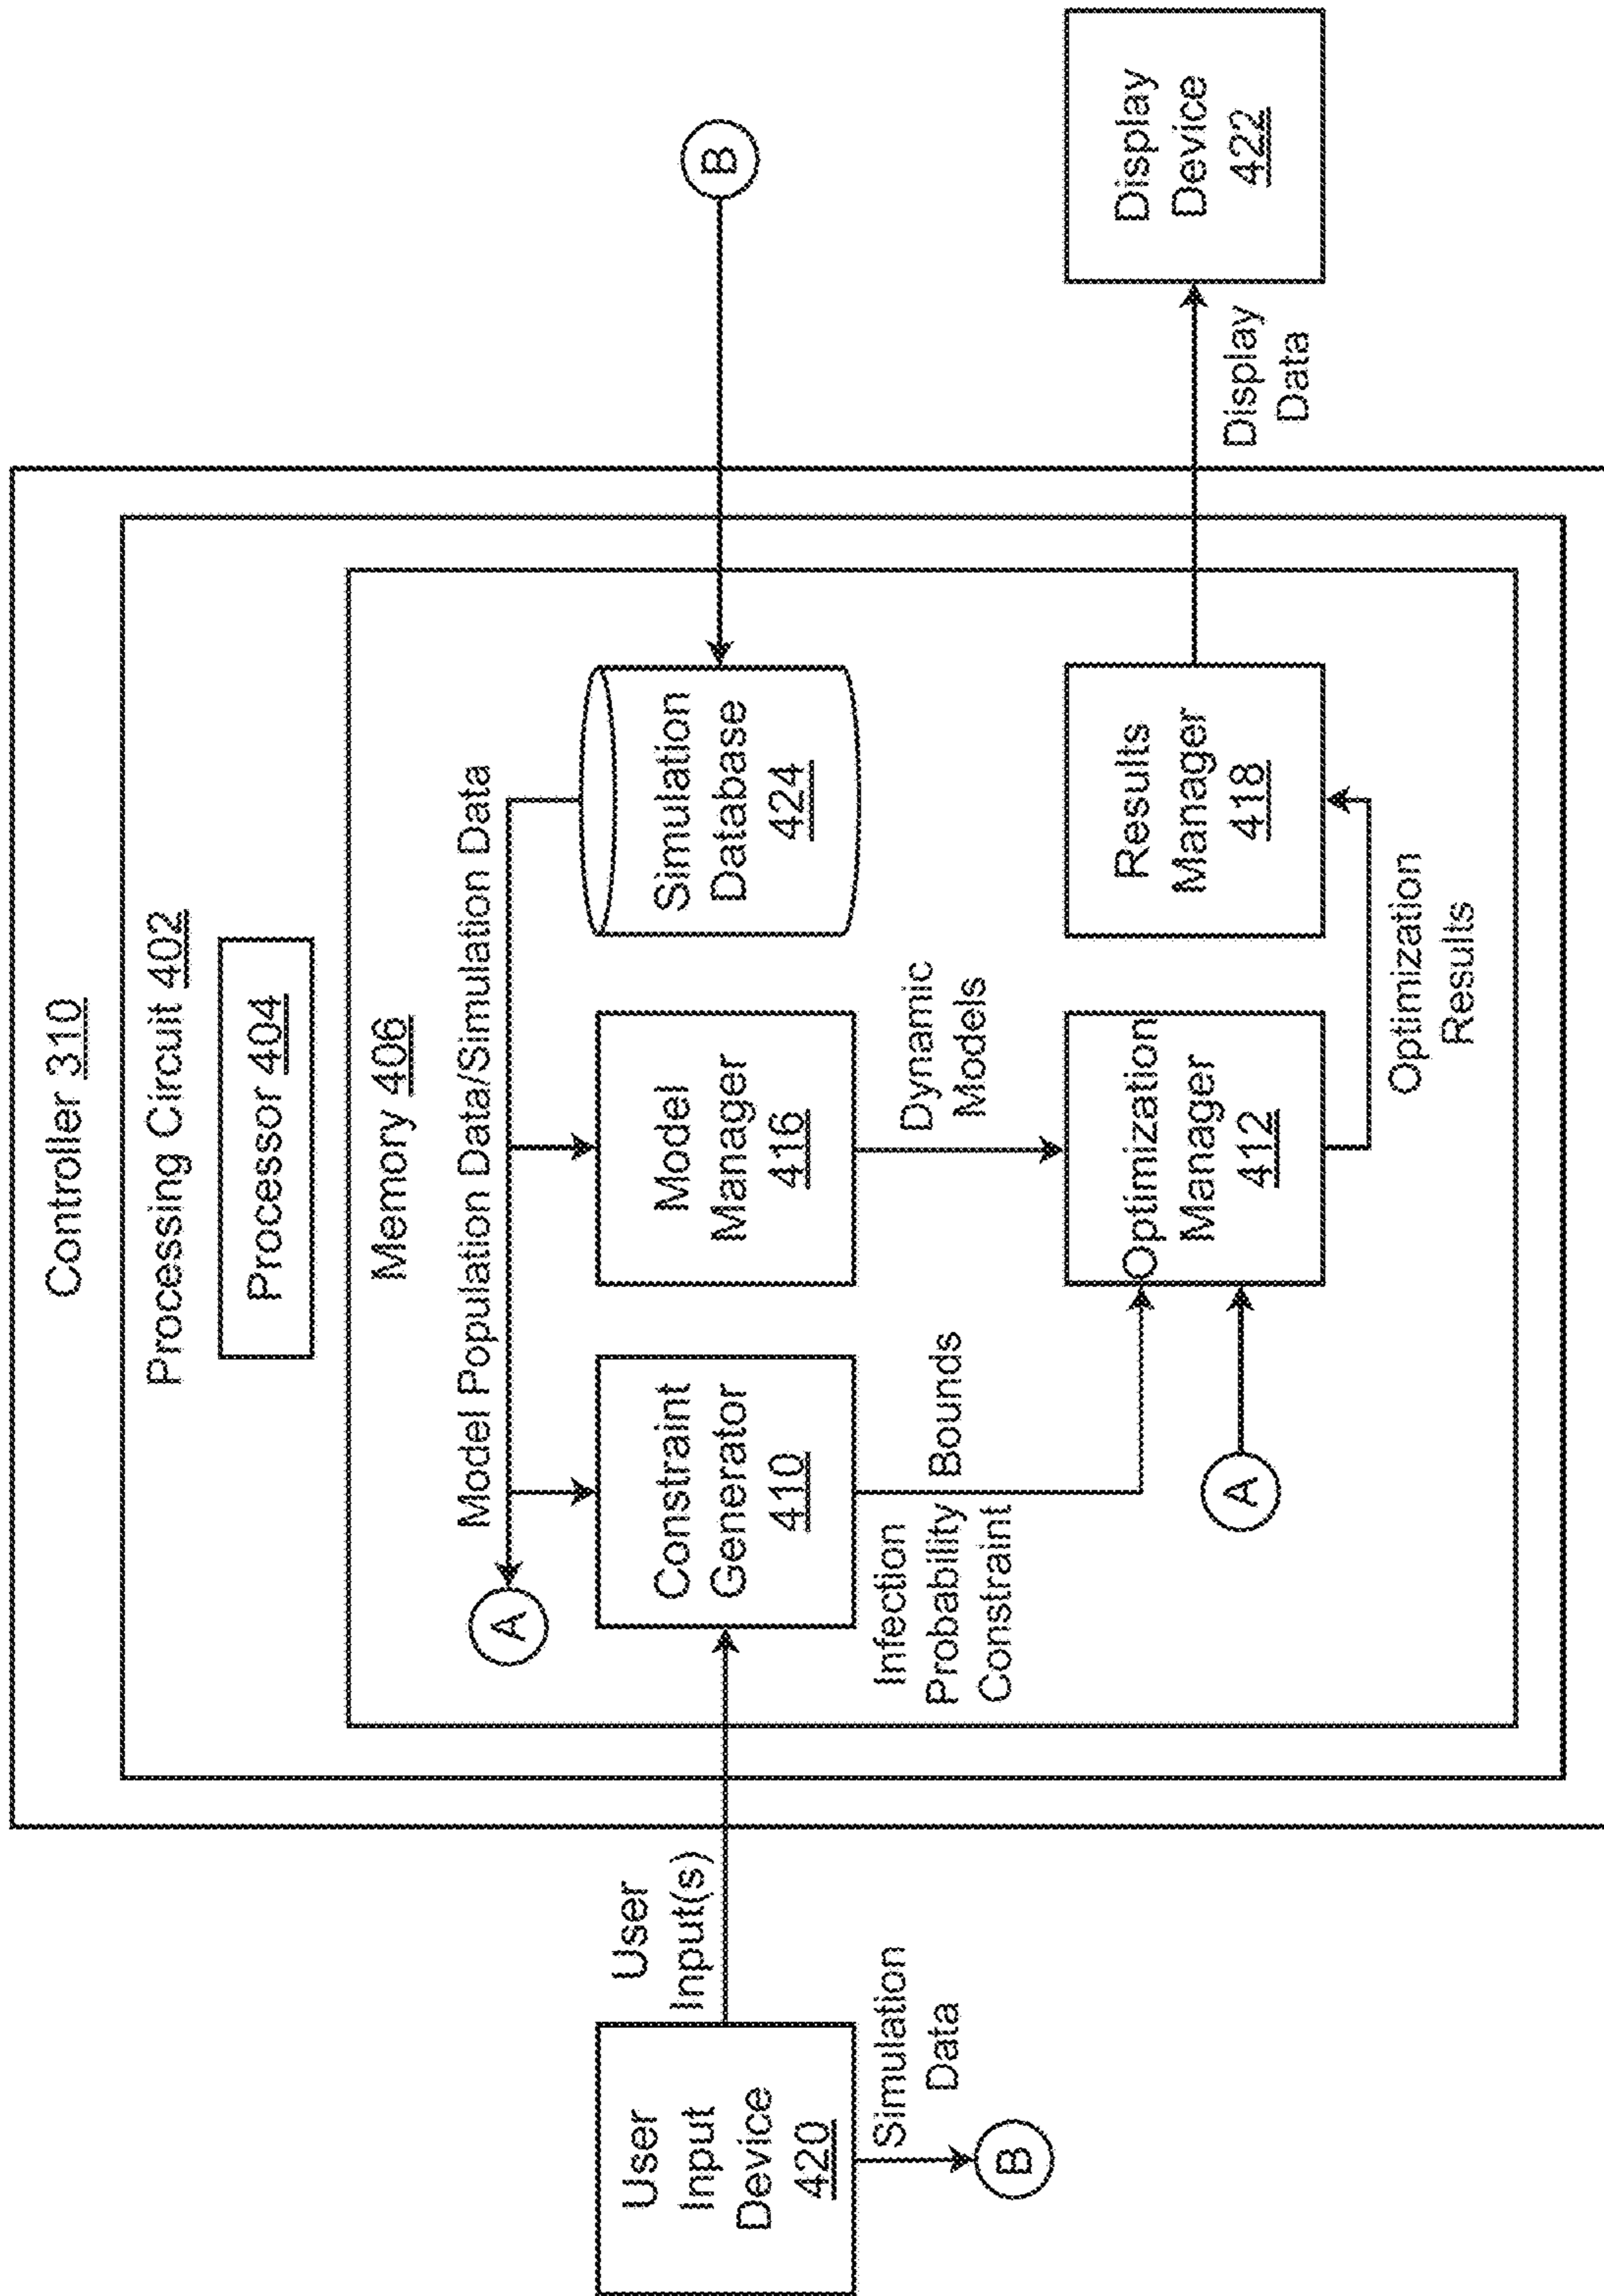 Controller 310
Processing Circuit 402
Processor 404
Memory 406
Model Population Data/Simulation Data
A
User
Input
Device
420
User
Input(s)
Constraint
Generator
410
Model
Manager
416
Simulation
Database
424
B
Simulation
Data
B
Infection
Probability
Constraint
Bounds
Dynamic
Models
A
Optimization
Manager
412
Results
Manager
418
Display
Data
Display
Device
422
Optimization
Results